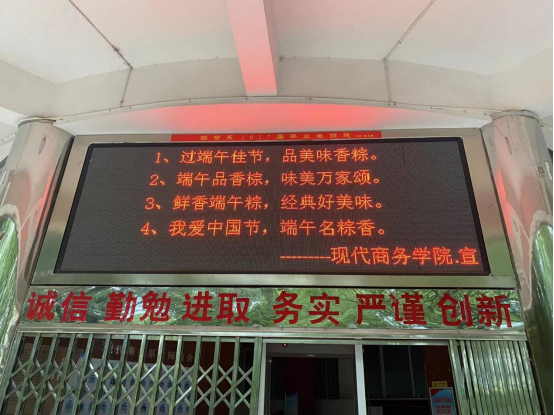 1、过端午佳节，品美味香粽。
2、端午品香粽，味美万家颂。
3、鲜香端午粽，经典好美味。
4、我爱中国节，端午名粽香。
--------现代商务学院.宣
诚信 勤勉 进取 务实 严谨 创新